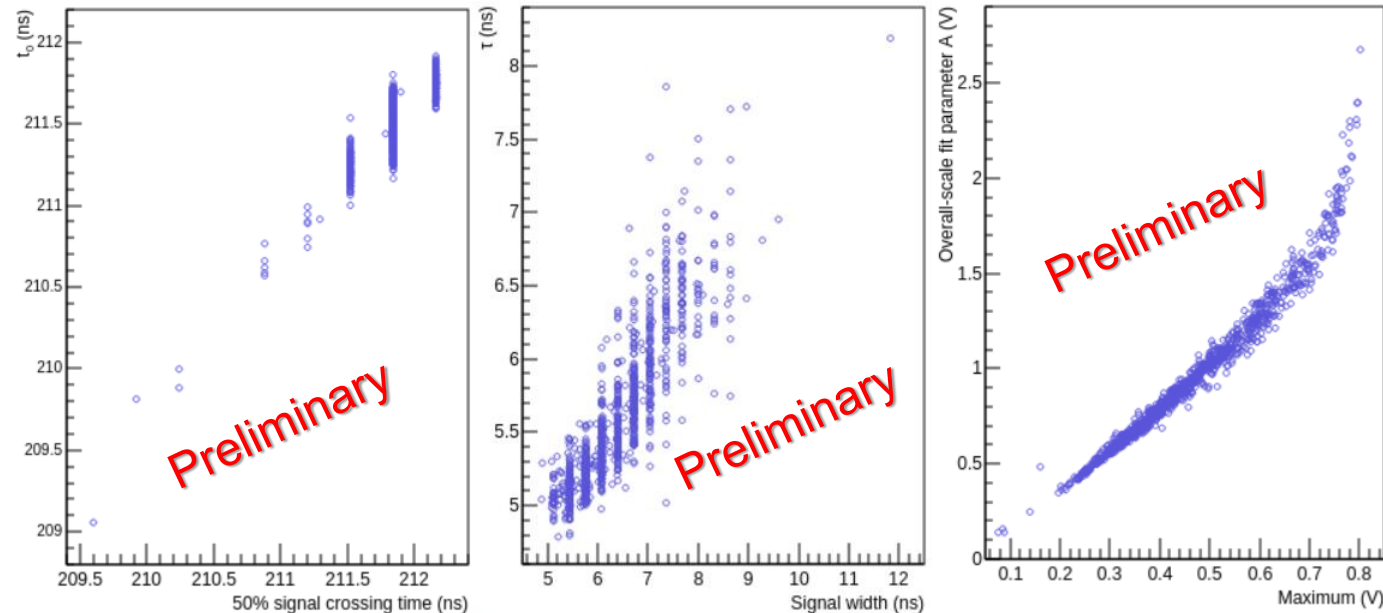 t₀ (ns)
212
211.5
211
210.5
210
209.5
209
209.5 210 210.5 211 211.5 212
50% signal crossing time (ns)
Preliminary
τ (ns)
8
7.5
7
6.5
6
5.5
5
5 6 7 8 9 10 11 12
Signal width (ns)
Preliminary
Overall-scale fit parameter A (V)
2.5
2
1.5
1
0.5
0
0.1 0.2 0.3 0.4 0.5 0.6 0.7 0.8
Maximum (V)
Preliminary